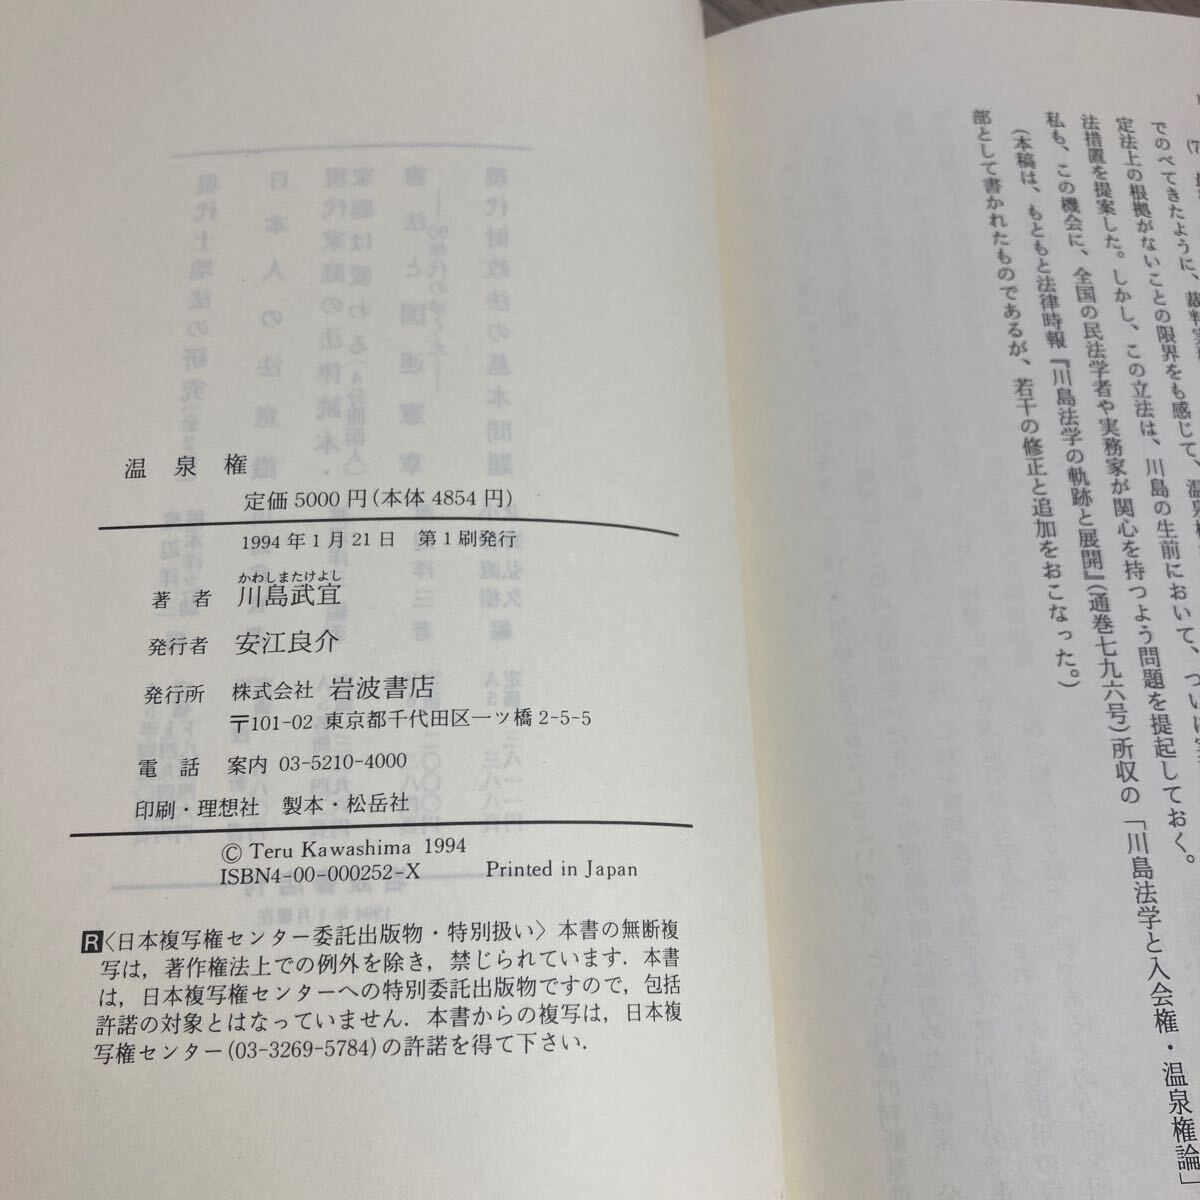 温泉権
定価5000円(本体4854円)
1994年1月21日 第1刷発行
かわしまたけよし
著者 川島武宜
発行者 安江良介
発行所 株式会社 岩波書店
〒101-02 東京都千代田区一ツ橋2-5-5
電話 案内 03-5210-4000
印刷・理想社 製本・松岳社
© Teru Kawashima 1994
ISBN4-00-000252-X Printed in Japan
R〈日本複写権センター委託出版物・特別扱い〉本書の無断複
写は,著作権法上での例外を除き,禁じられています.本書
は,日本複写権センターへの特別委託出版物ですので,包括
許諾の対象とはなっていません.本書からの複写は,日本複
写権センター(03-3269-5784)の許諾を得て下さい.
でのべてきたように、裁判実
定法上の根拠がないことの限界をも感じて、温泉権
法措置を提案した。しかし、この立法は、川島の生前において、ついに実
私も、この機会に、全国の民法学者や実務家が関心を持つよう問題を提起しておく。
(本稿は、もともと法律時報『川島法学の軌跡と展開』(通巻七九六号)所収の「川島法学と入会権・温泉権論」
部として書かれたものであるが、若干の修正と追加をおこなった。)